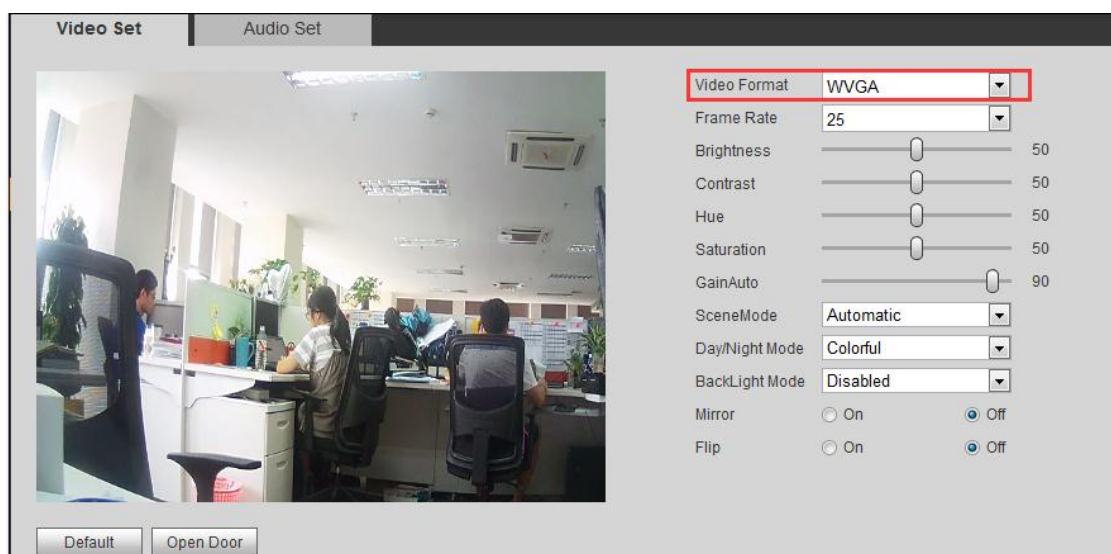 Video Set Audio Set
Video Format WVGA
Frame Rate 25
Brightness 50
Contrast 50
Hue 50
Saturation 50
GainAuto 90
SceneMode Automatic
Day/Night Mode Colorful
BackLight Mode Disabled
Mirror On Off
Flip On Off
Default Open Door